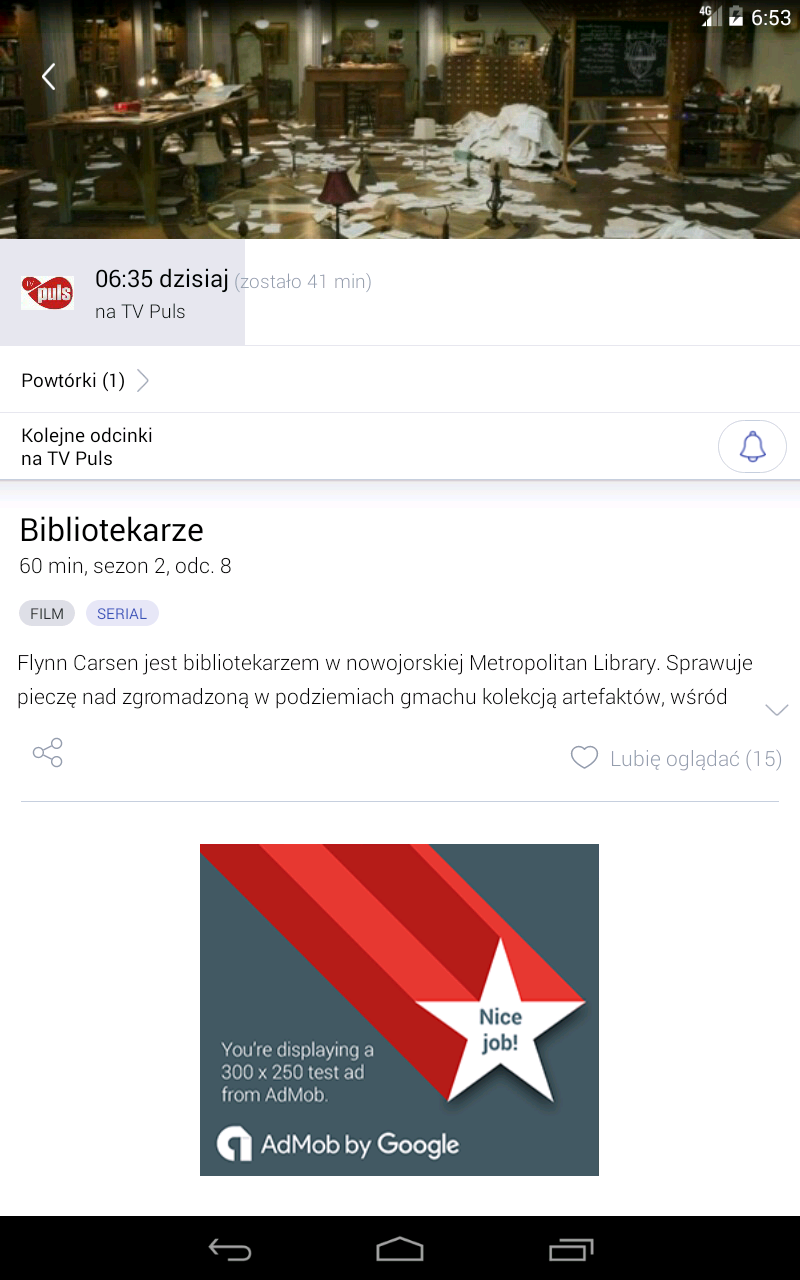 4G 6:53
06:35 dzisiaj (zostało 41 min)
TV puls
na TV Puls
Powtórki (1)
Kolejne odcinki
na TV Puls
Bibliotekarze
60 min, sezon 2, odc. 8
FILM SERIAL
Flynn Carsen jest bibliotekarzem w nowojorskiej Metropolitan Library. Sprawuje
pieczę nad zgromadzoną w podziemiach gmachu kolekcją artefaktów, wśród
Lubię oglądać (15)
Nice
job!
You're displaying a
300 x 250 test ad
from AdMob.
AdMob by Google